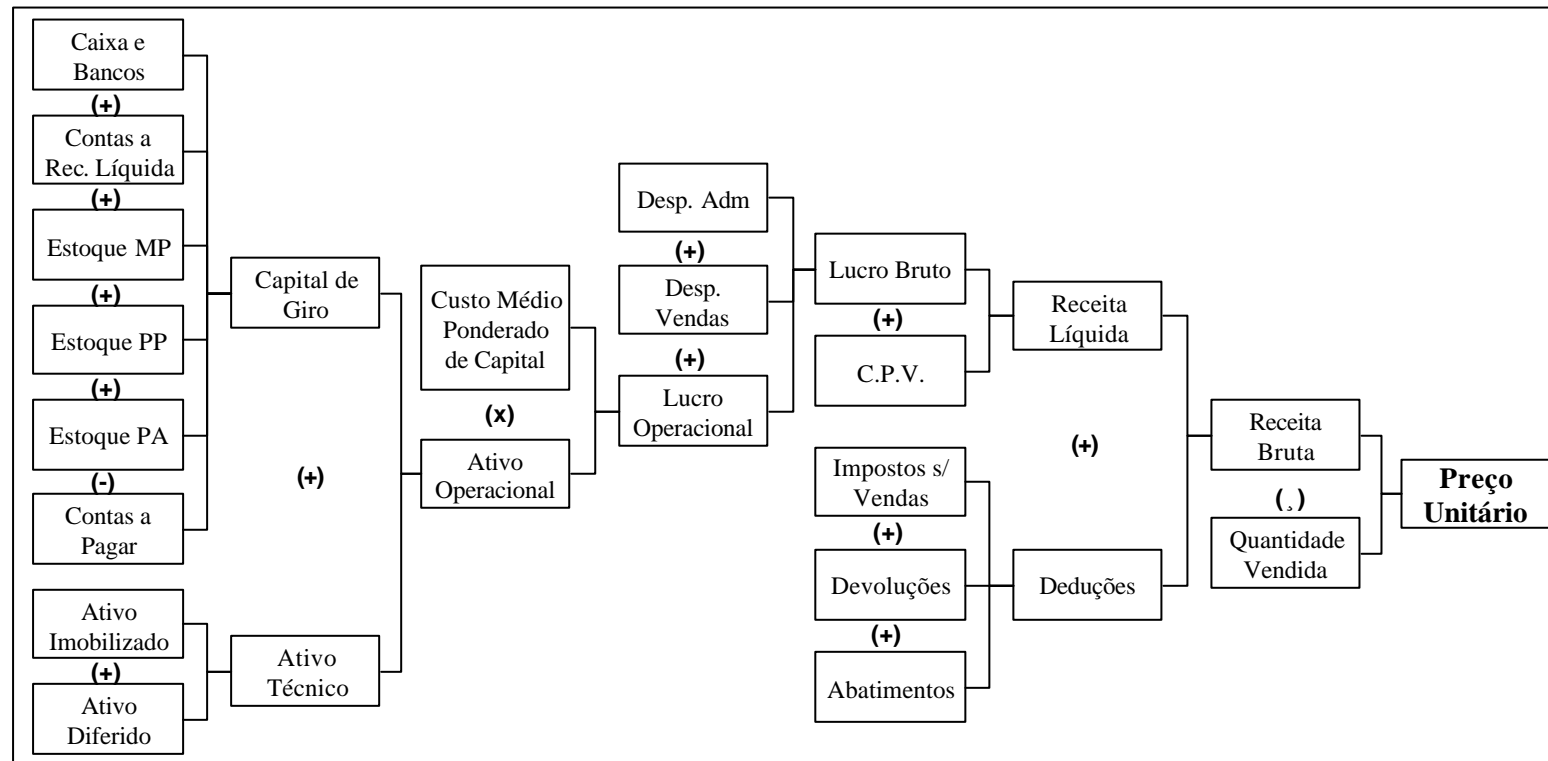 Caixa e
Bancos
(+)
Contas a
Rec. Líquida
(+)
Estoque MP
(+)
Estoque PP
(+)
Estoque PA
(-)
Contas a
Pagar
Ativo
Imobilizado
(+)
Ativo
Diferido
Capital de
Giro
(+)
Ativo
Técnico
Custo Médio
Ponderado
de Capital
(x)
Ativo
Operacional
Desp. Adm
(+)
Desp.
Vendas
(+)
Lucro
Operacional
Lucro Bruto
(+)
C.P.V.
Impostos s/
Vendas
(+)
Devoluções
(+)
Abatimentos
Receita
Líquida
(+)
Deduções
Receita
Bruta
(¸)
Quantidade
Vendida
Preço
Unitário